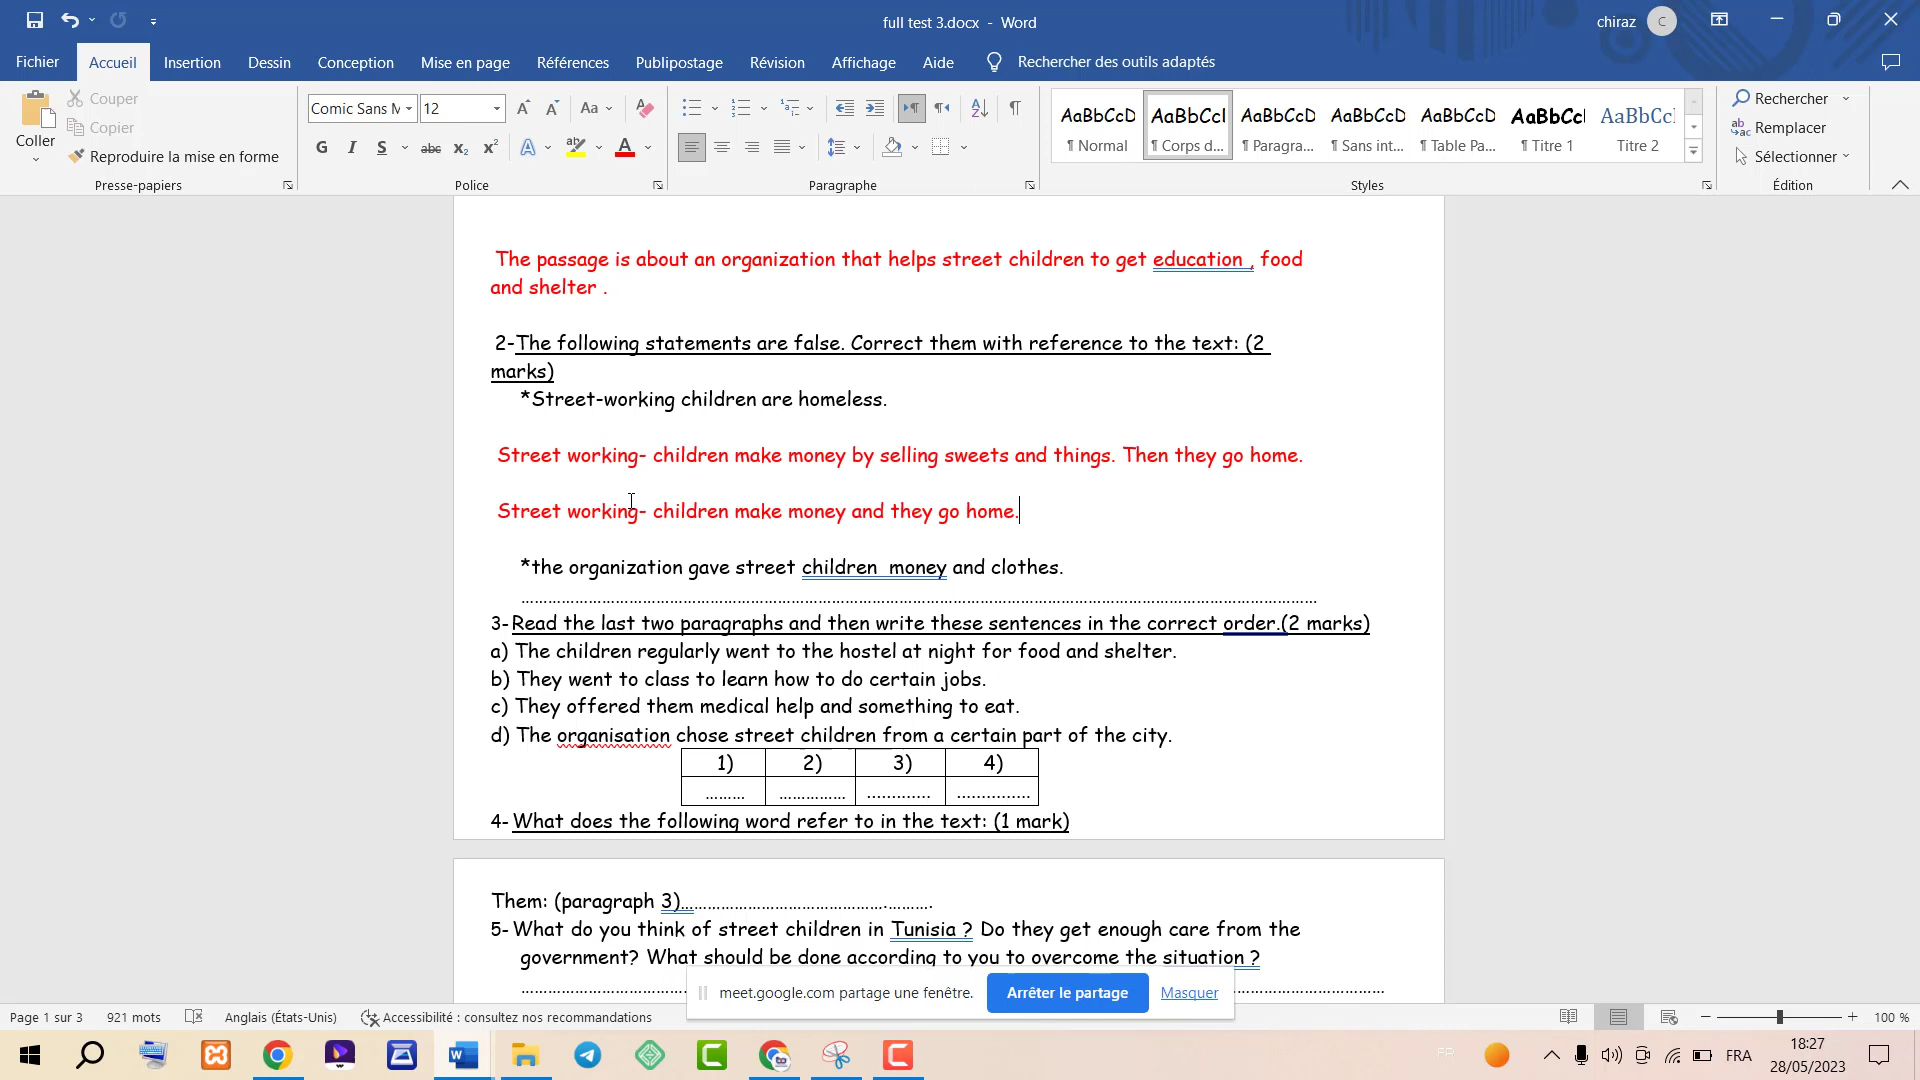 full test 3.docx - Word
chiraz
C
Fichier Accueil Insertion Dessin Conception Mise en page Références Publipostage Révision Affichage Aide Rechercher des outils adaptés
Coller
Couper
Copier
Reproduire la mise en forme
Presse-papiers
Comic Sans M 12
Police
Paragraphe
AaBbCcD AaBbCcI AaBbCcD AaBbCcD AaBbCcD AaBbCcI AaBbCcI
¶ Normal ¶ Corps d... ¶ Paragra... ¶ Sans int... ¶ Table Pa... ¶ Titre 1 Titre 2
Styles
Rechercher
Remplacer
Sélectionner
Édition
The passage is about an organization that helps street children to get education , food
and shelter .
2-The following statements are false. Correct them with reference to the text: (2
marks)
*Street-working children are homeless.
Street working- children make money by selling sweets and things. Then they go home.
Street working- children make money and they go home.
*the organization gave street children money and clothes.
3-Read the last two paragraphs and then write these sentences in the correct order.(2 marks)
a) The children regularly went to the hostel at night for food and shelter.
b) They went to class to learn how to do certain jobs.
c) They offered them medical help and something to eat.
d) The organisation chose street children from a certain part of the city.
1) 2) 3) 4)
......... ............... ............. ...............
4-What does the following word refer to in the text: (1 mark)
Them: (paragraph 3)................................................
5-What do you think of street children in Tunisia ? Do they get enough care from the
government? What should be done according to you to overcome the situation ?
meet.google.com partage une fenêtre. Arrêter le partage Masquer
Page 1 sur 3 921 mots Anglais (États-Unis) Accessibilité : consultez nos recommandations 100 %
FRA
18:27
28/05/2023